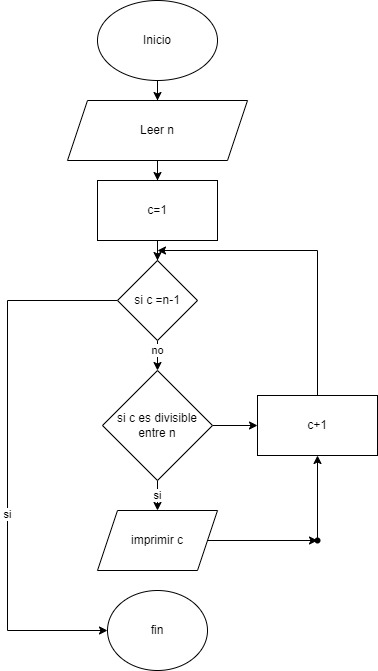 Inicio
Leer n
c=1
si c =n-1
no
si c es divisible
entre n
c+1
si
imprimir c
si
fin